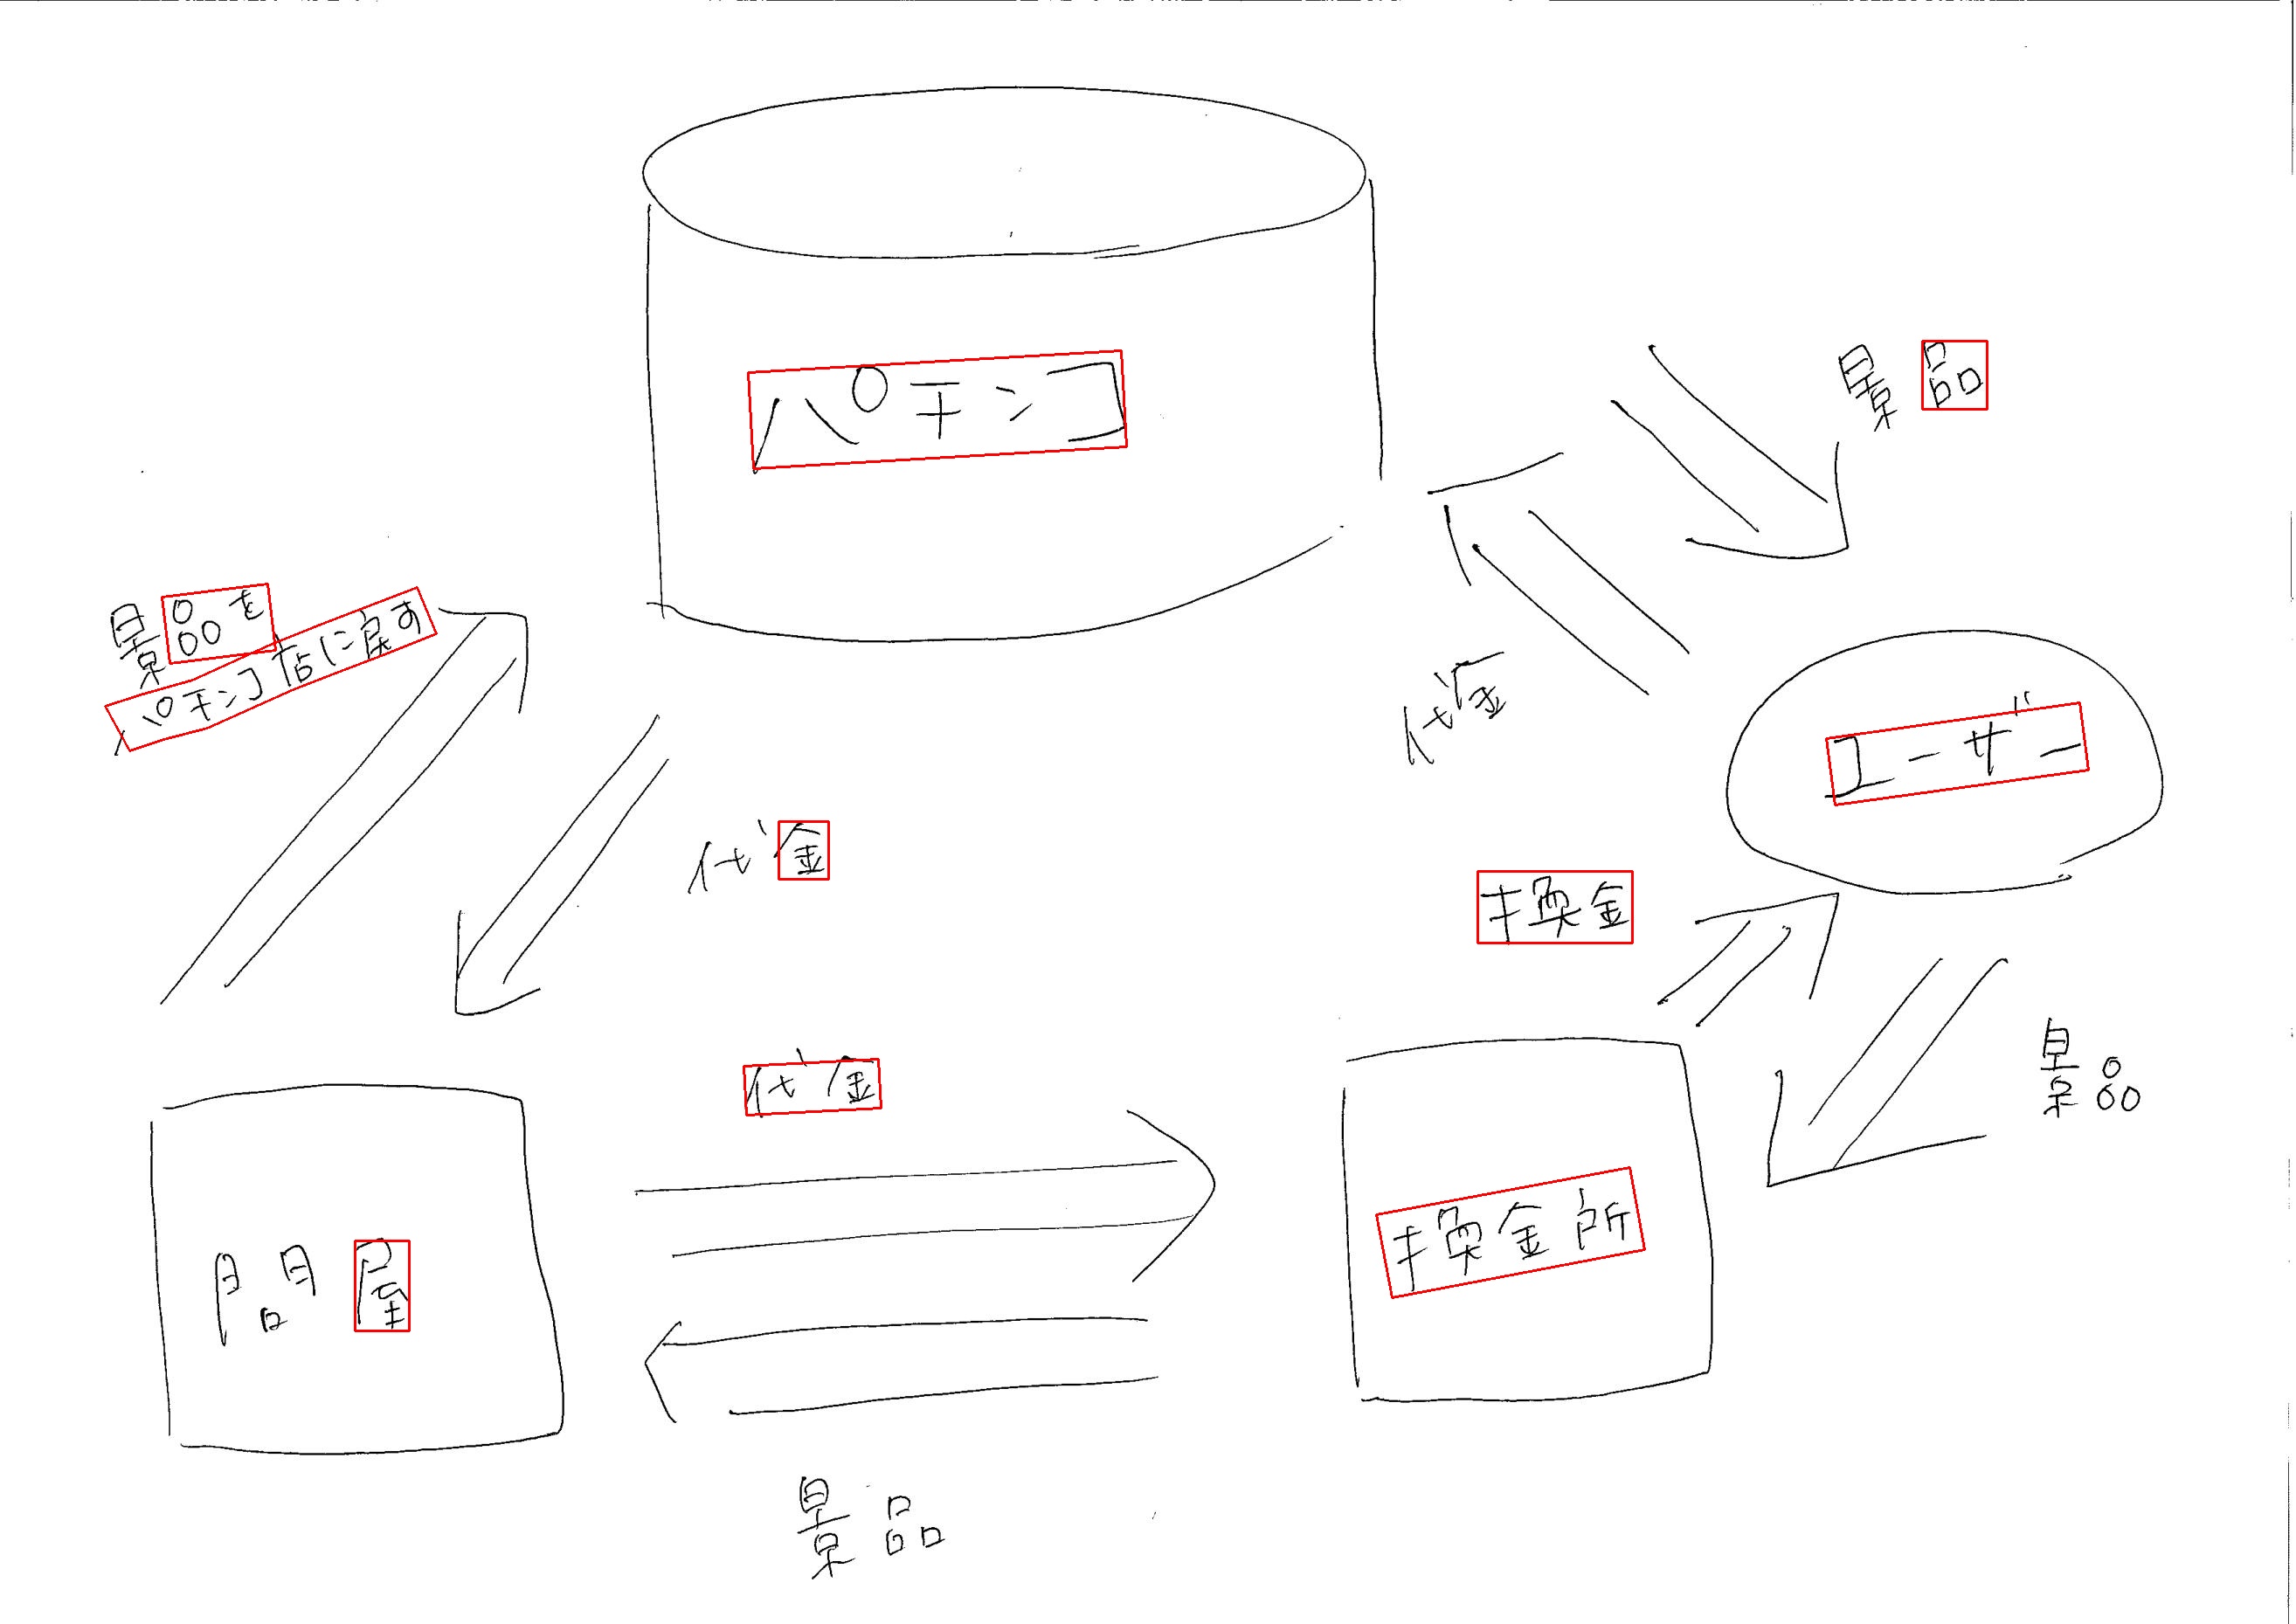 パチンコ
景品
景品を
パチンコ店に戻す
代金
ユーザー
代金
換金
代金
景品
問屋
換金所
景品